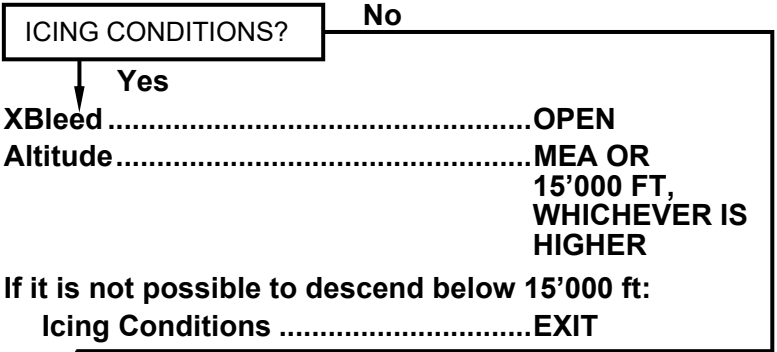 ICING CONDITIONS? No
Yes
XBleed....................................................OPEN
Altitude...................................................MEA OR
15’000 FT,
WHICHEVER IS
HIGHER
If it is not possible to descend below 15’000 ft:
Icing Conditions ...............................EXIT